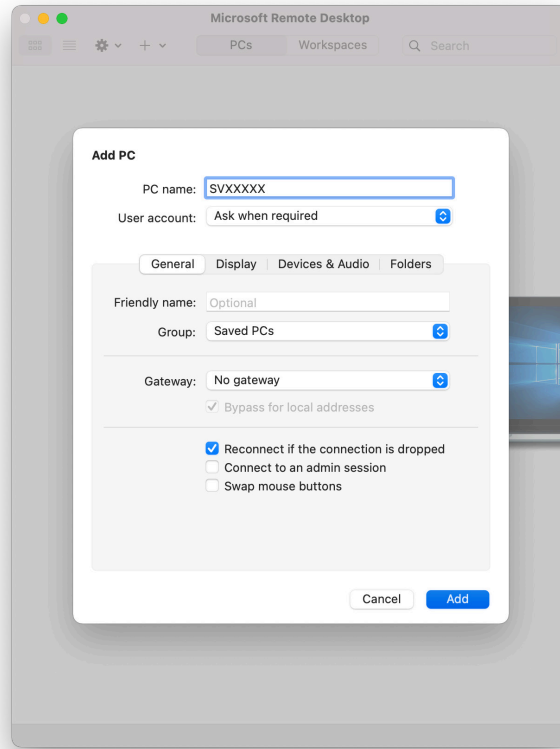 Microsoft Remote Desktop
PCs Workspaces Search
Add PC
PC name: SVXXXXX
User account: Ask when required
General Display Devices & Audio Folders
Friendly name: Optional
Group: Saved PCs
Gateway: No gateway
Bypass for local addresses
Reconnect if the connection is dropped
Connect to an admin session
Swap mouse buttons
Cancel Add